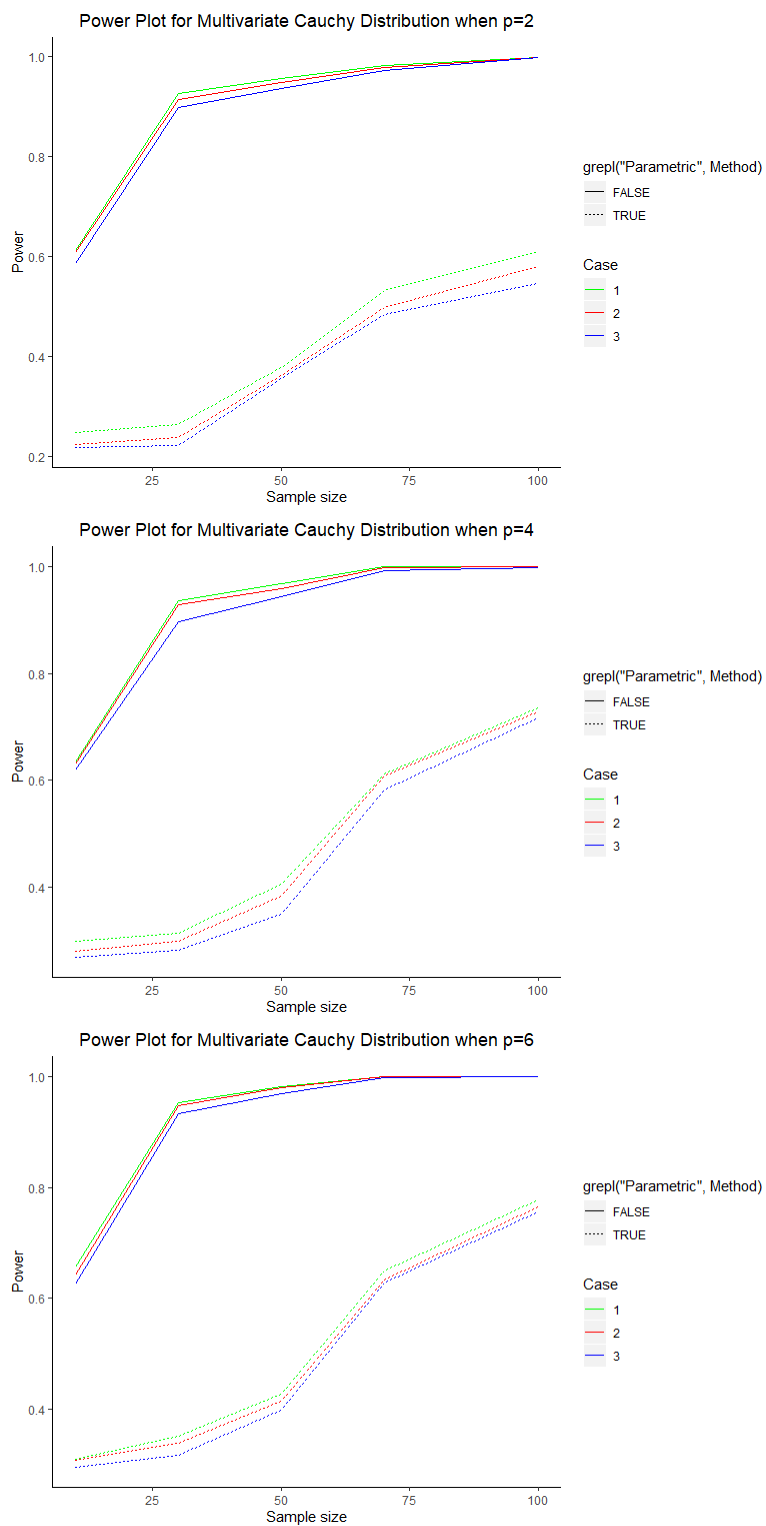 Power Plot for Multivariate Cauchy Distribution when p=2
1.0
0.8
0.6
0.4
0.2
Power
25
50
75
100
Sample size
grepl("Parametric", Method)
FALSE
TRUE
Case
1
2
3
Power Plot for Multivariate Cauchy Distribution when p=4
1.0
0.8
0.6
0.4
Power
25
50
75
100
Sample size
grepl("Parametric", Method)
FALSE
TRUE
Case
1
2
3
Power Plot for Multivariate Cauchy Distribution when p=6
1.0
0.8
0.6
0.4
Power
25
50
75
100
Sample size
grepl("Parametric", Method)
FALSE
TRUE
Case
1
2
3